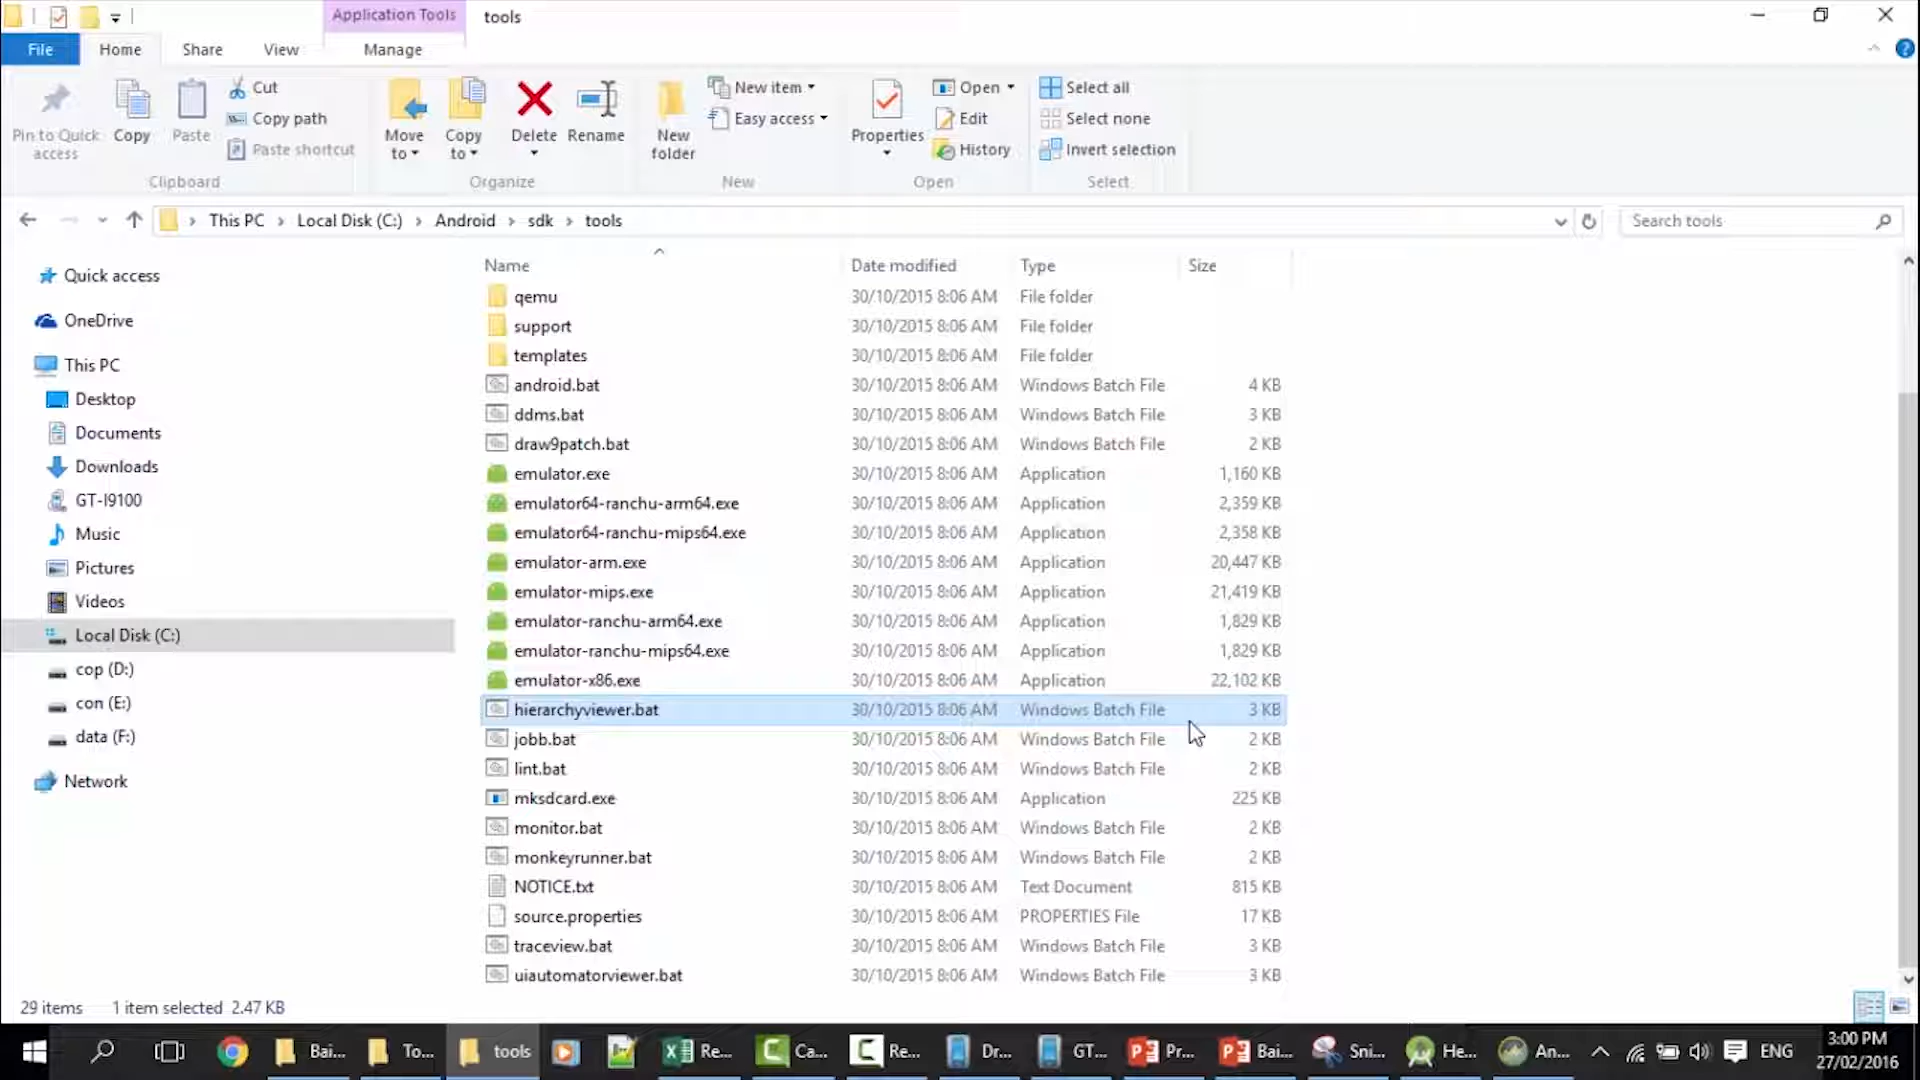 Application Tools
tools
File
Home
Share
View
Manage
Pin to Quick access
Copy
Paste
Cut
Copy path
Paste shortcut
Clipboard
Move to
Copy to
Delete
Rename
Organize
New folder
New item
Easy access
New
Properties
Open
Edit
History
Open
Select all
Select none
Invert selection
Select
This PC > Local Disk (C:) > Android > sdk > tools
Search tools
Quick access
OneDrive
This PC
Desktop
Documents
Downloads
GT-I9100
Music
Pictures
Videos
Local Disk (C:)
cop (D:)
con (E:)
data (F:)
Network
Name Date modified Type Size
qemu 30/10/2015 8:06 AM File folder
support 30/10/2015 8:06 AM File folder
templates 30/10/2015 8:06 AM File folder
android.bat 30/10/2015 8:06 AM Windows Batch File 4 KB
ddms.bat 30/10/2015 8:06 AM Windows Batch File 3 KB
draw9patch.bat 30/10/2015 8:06 AM Windows Batch File 2 KB
emulator.exe 30/10/2015 8:06 AM Application 1,160 KB
emulator64-ranchu-arm64.exe 30/10/2015 8:06 AM Application 2,359 KB
emulator64-ranchu-mips64.exe 30/10/2015 8:06 AM Application 2,358 KB
emulator-arm.exe 30/10/2015 8:06 AM Application 20,447 KB
emulator-mips.exe 30/10/2015 8:06 AM Application 21,419 KB
emulator-ranchu-arm64.exe 30/10/2015 8:06 AM Application 1,829 KB
emulator-ranchu-mips64.exe 30/10/2015 8:06 AM Application 1,829 KB
emulator-x86.exe 30/10/2015 8:06 AM Application 22,102 KB
hierarchyviewer.bat 30/10/2015 8:06 AM Windows Batch File 3 KB
jobb.bat 30/10/2015 8:06 AM Windows Batch File 2 KB
lint.bat 30/10/2015 8:06 AM Windows Batch File 2 KB
mksdcard.exe 30/10/2015 8:06 AM Application 225 KB
monitor.bat 30/10/2015 8:06 AM Windows Batch File 2 KB
monkeyrunner.bat 30/10/2015 8:06 AM Windows Batch File 2 KB
NOTICE.txt 30/10/2015 8:06 AM Text Document 815 KB
source.properties 30/10/2015 8:06 AM PROPERTIES File 17 KB
traceview.bat 30/10/2015 8:06 AM Windows Batch File 3 KB
uiautomatorviewer.bat 30/10/2015 8:06 AM Windows Batch File 3 KB
29 items 1 item selected 2.47 KB
Bai... To... tools Re... Ca... Re... Dr... GT... Pr... Bai... Sni... He... An... ENG
3:00 PM
27/02/2016